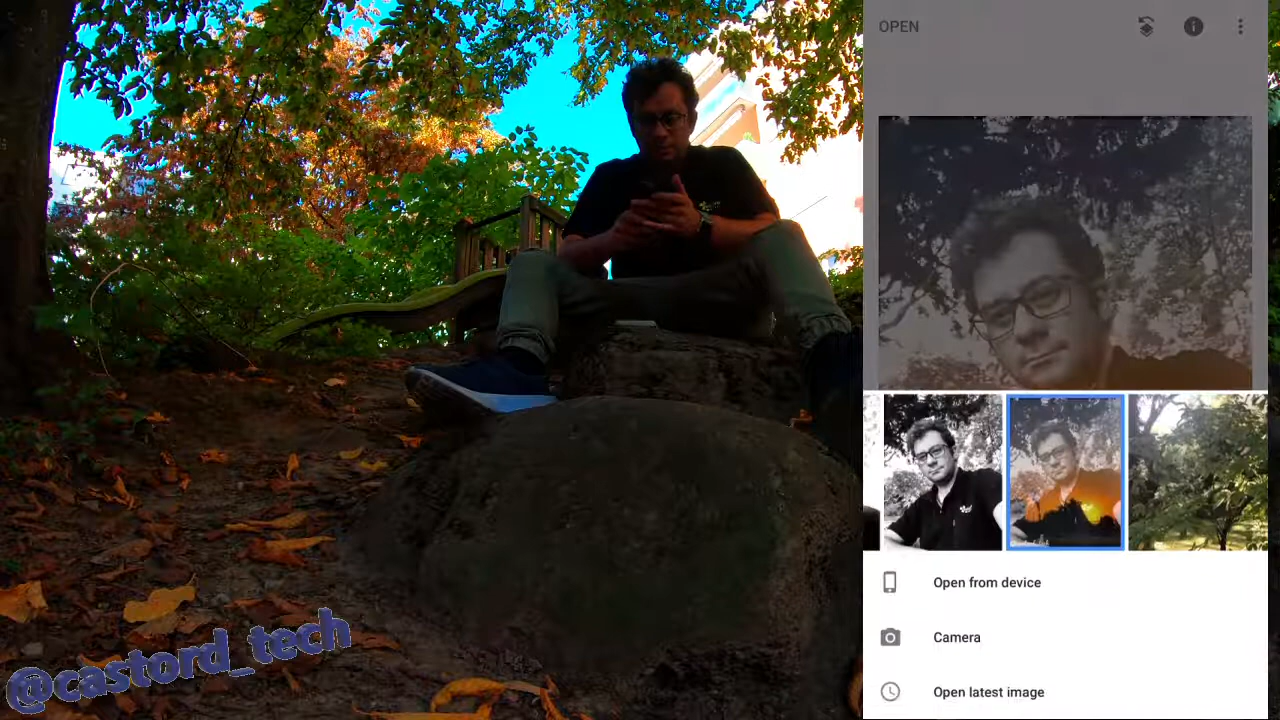 OPEN
Open from device
Camera
Open latest image
@castord_tech